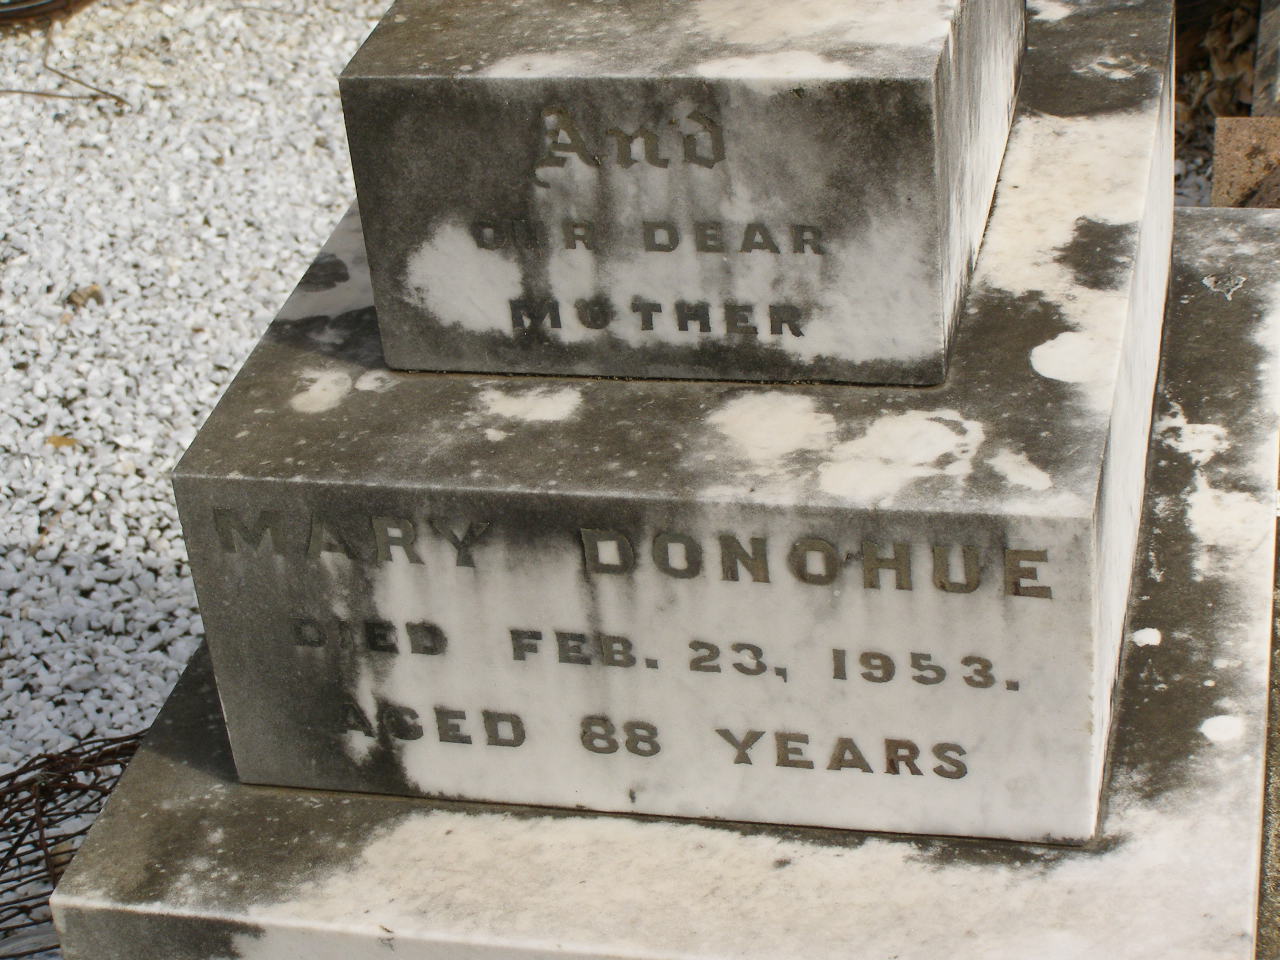 And
OUR DEAR
MOTHER
MARY DONOHUE
DIED FEB. 23, 1953.
AGED 88 YEARS